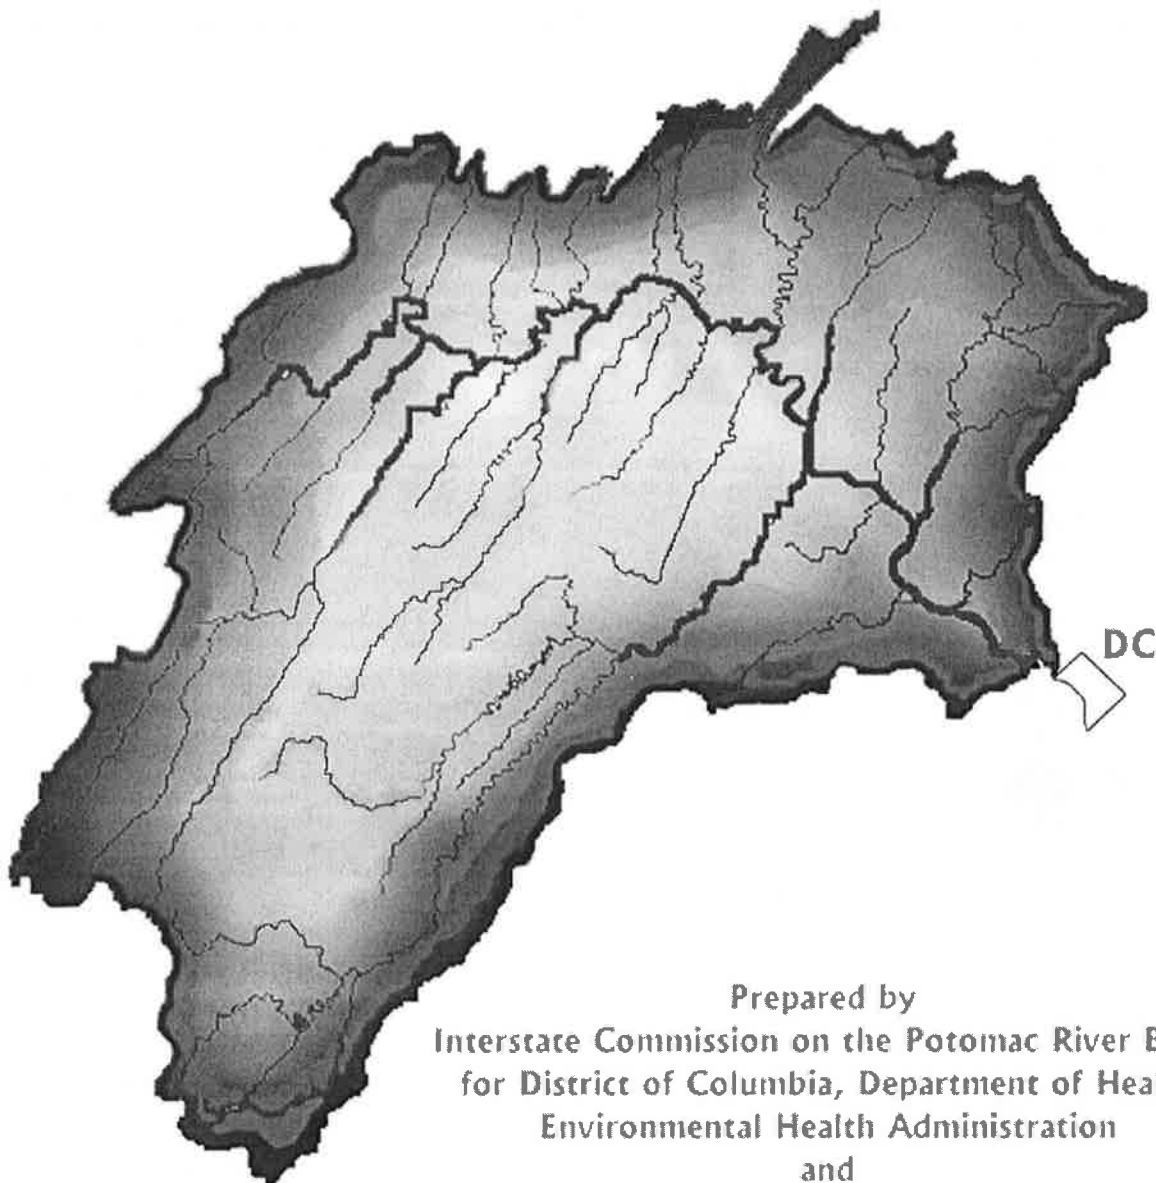 DC
Prepared by
Interstate Commission on the Potomac River B
for District of Columbia, Department of Hea
Environmental Health Administration
and